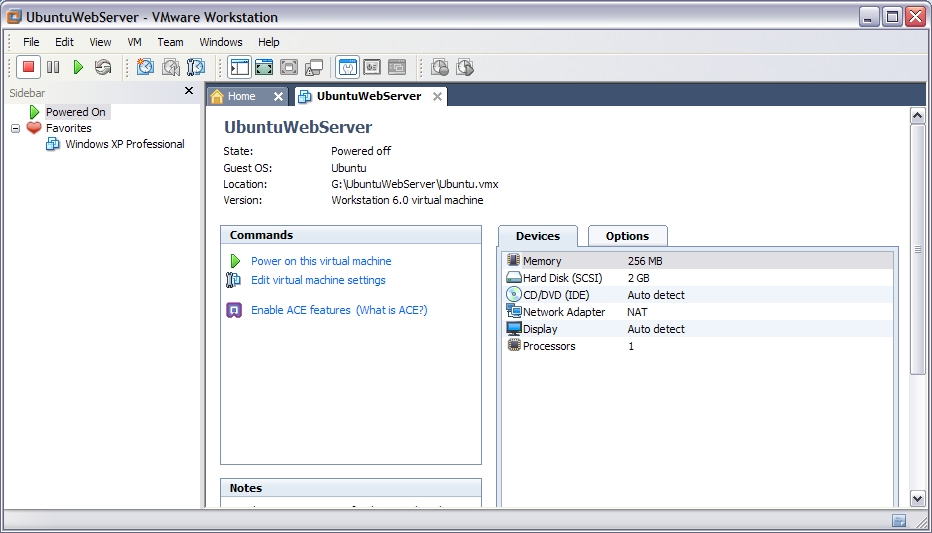 UbuntuWebServer - VMware Workstation
File Edit View VM Team Windows Help
Sidebar
Powered On
Favorites
Windows XP Professional
Home
UbuntuWebServer
UbuntuWebServer
State: Powered off
Guest OS: Ubuntu
Location: G:\UbuntuWebServer\Ubuntu.vmx
Version: Workstation 6.0 virtual machine
Commands
Power on this virtual machine
Edit virtual machine settings
Enable ACE features (What is ACE?)
Devices Options
Memory 256 MB
Hard Disk (SCSI) 2 GB
CD/DVD (IDE) Auto detect
Network Adapter NAT
Display Auto detect
Processors 1
Notes